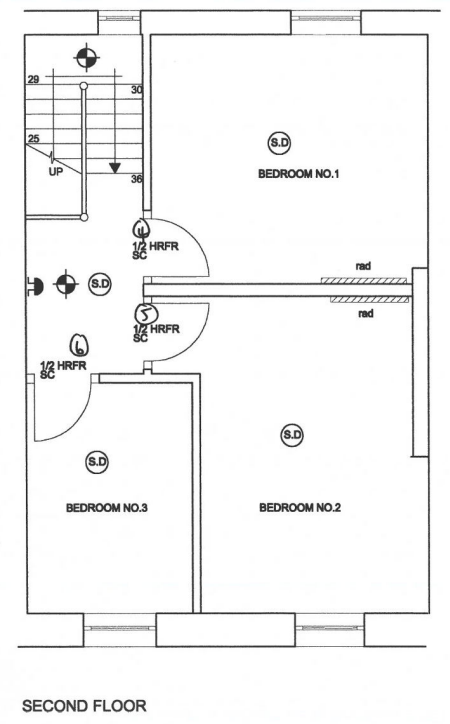 29
30
25
UP
36
S.D
BEDROOM NO.1
4
1/2 HRFR
SC
rad
S.D
5
1/2 HRFR
SC
rad
6
1/2 HRFR
SC
S.D
S.D
BEDROOM NO.3
BEDROOM NO.2
SECOND FLOOR